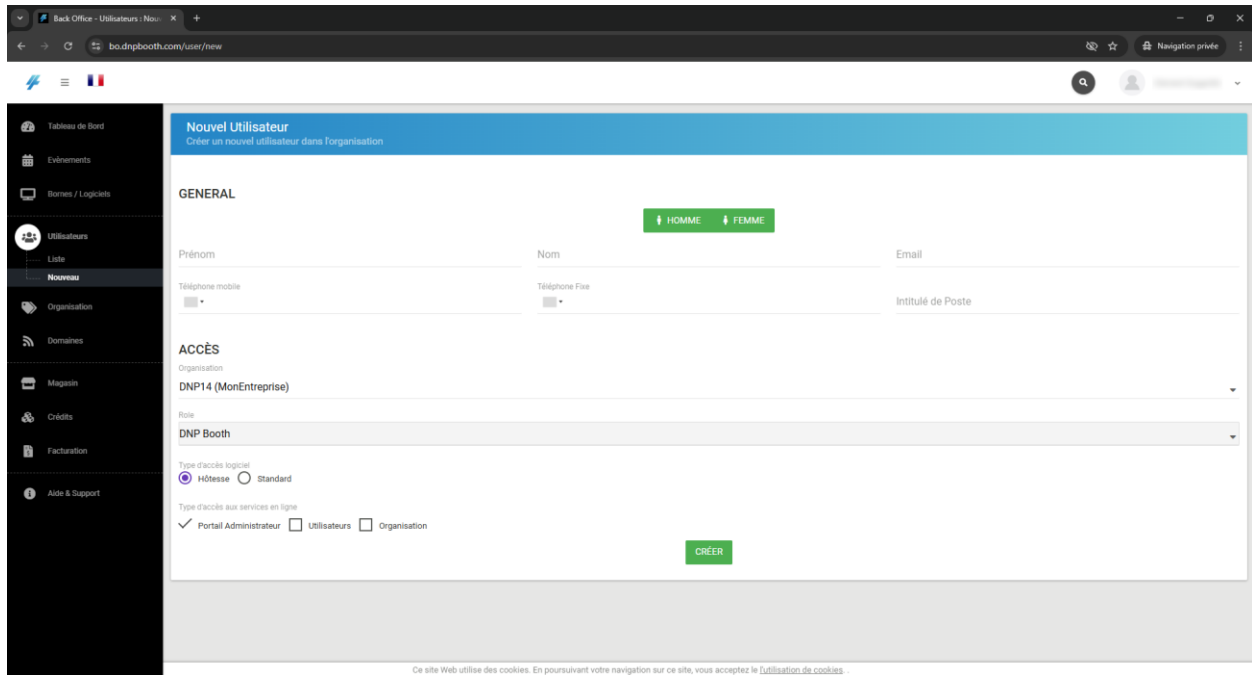 Back Office - Utilisateurs : Nouv
bo.dnpbooth.com/user/new
Navigation privée
Tableau de Bord
Evènements
Bornes / Logiciels
Utilisateurs
Liste
Nouveau
Organisation
Domaines
Magasin
Crédits
Facturation
Aide & Support
Nouvel Utilisateur
Créer un nouvel utilisateur dans l'organisation
GENERAL
HOMME FEMME
Prénom Nom Email
Téléphone mobile Téléphone Fixe
Intitulé de Poste
ACCÈS
Organisation
DNP14 (MonEntreprise)
Role
DNP Booth
Type d'accès logiciel
Hôtesse Standard
Type d'accès aux services en ligne
Portail Administrateur Utilisateurs Organisation
CRÉER
Ce site Web utilise des cookies. En poursuivant votre navigation sur ce site, vous acceptez le l'utilisation de cookies. .